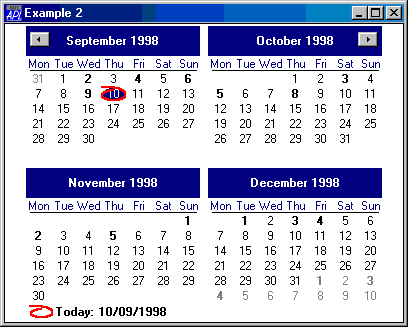 Example 2
September 1998
Mon Tue Wed Thu Fri Sat Sun
31 1 2 3 4 5 6
7 8 9 10 11 12 13
14 15 16 17 18 19 20
21 22 23 24 25 26 27
28 29 30
October 1998
Mon Tue Wed Thu Fri Sat Sun
1 2 3 4
5 6 7 8 9 10 11
12 13 14 15 16 17 18
19 20 21 22 23 24 25
26 27 28 29 30 31
November 1998
Mon Tue Wed Thu Fri Sat Sun
1
2 3 4 5 6 7 8
9 10 11 12 13 14 15
16 17 18 19 20 21 22
23 24 25 26 27 28 29
30
December 1998
Mon Tue Wed Thu Fri Sat Sun
1 2 3 4 5 6
7 8 9 10 11 12 13
14 15 16 17 18 19 20
21 22 23 24 25 26 27
28 29 30 31 1 2 3
4 5 6 7 8 9 10
Today: 10/09/1998